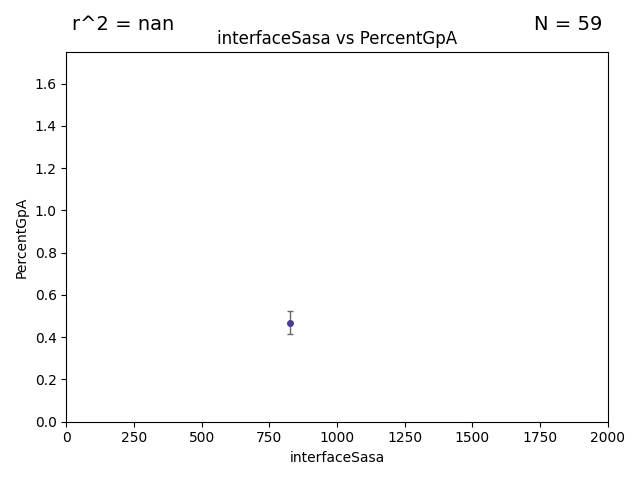 r^2 = nan
N = 59
interfaceSasa vs PercentGpA
PercentGpA
1.6
1.4
1.2
1.0
0.8
0.6
0.4
0.2
0.0
0 250 500 750 1000 1250 1500 1750 2000
interfaceSasa